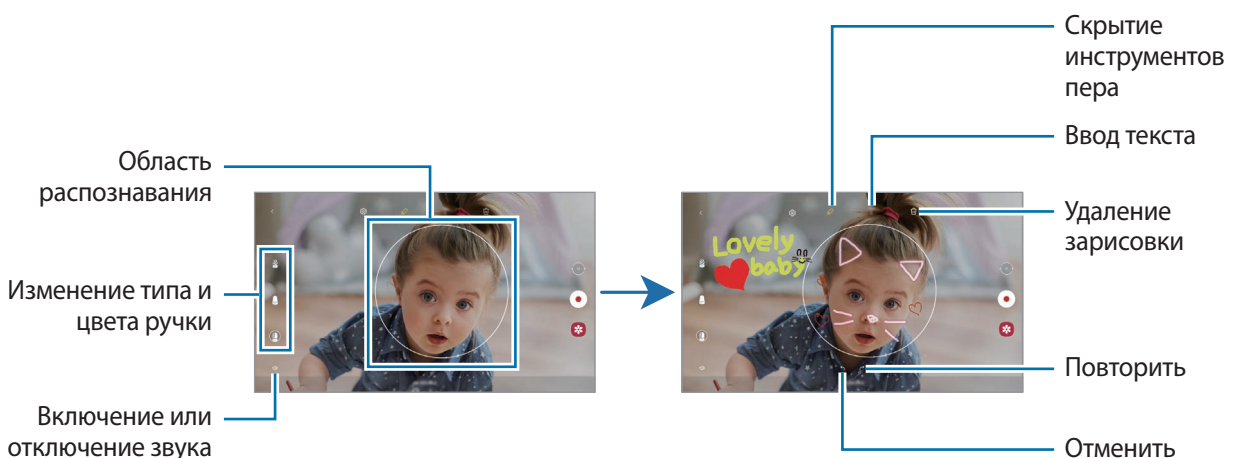 Скрытие
инструментов
пера
Ввод текста
Область
распознавания
Удаление
зарисовки
Lovely
baby
Изменение типа и
цвета ручки
Повторить
Включение или
отключение звука
Отменить